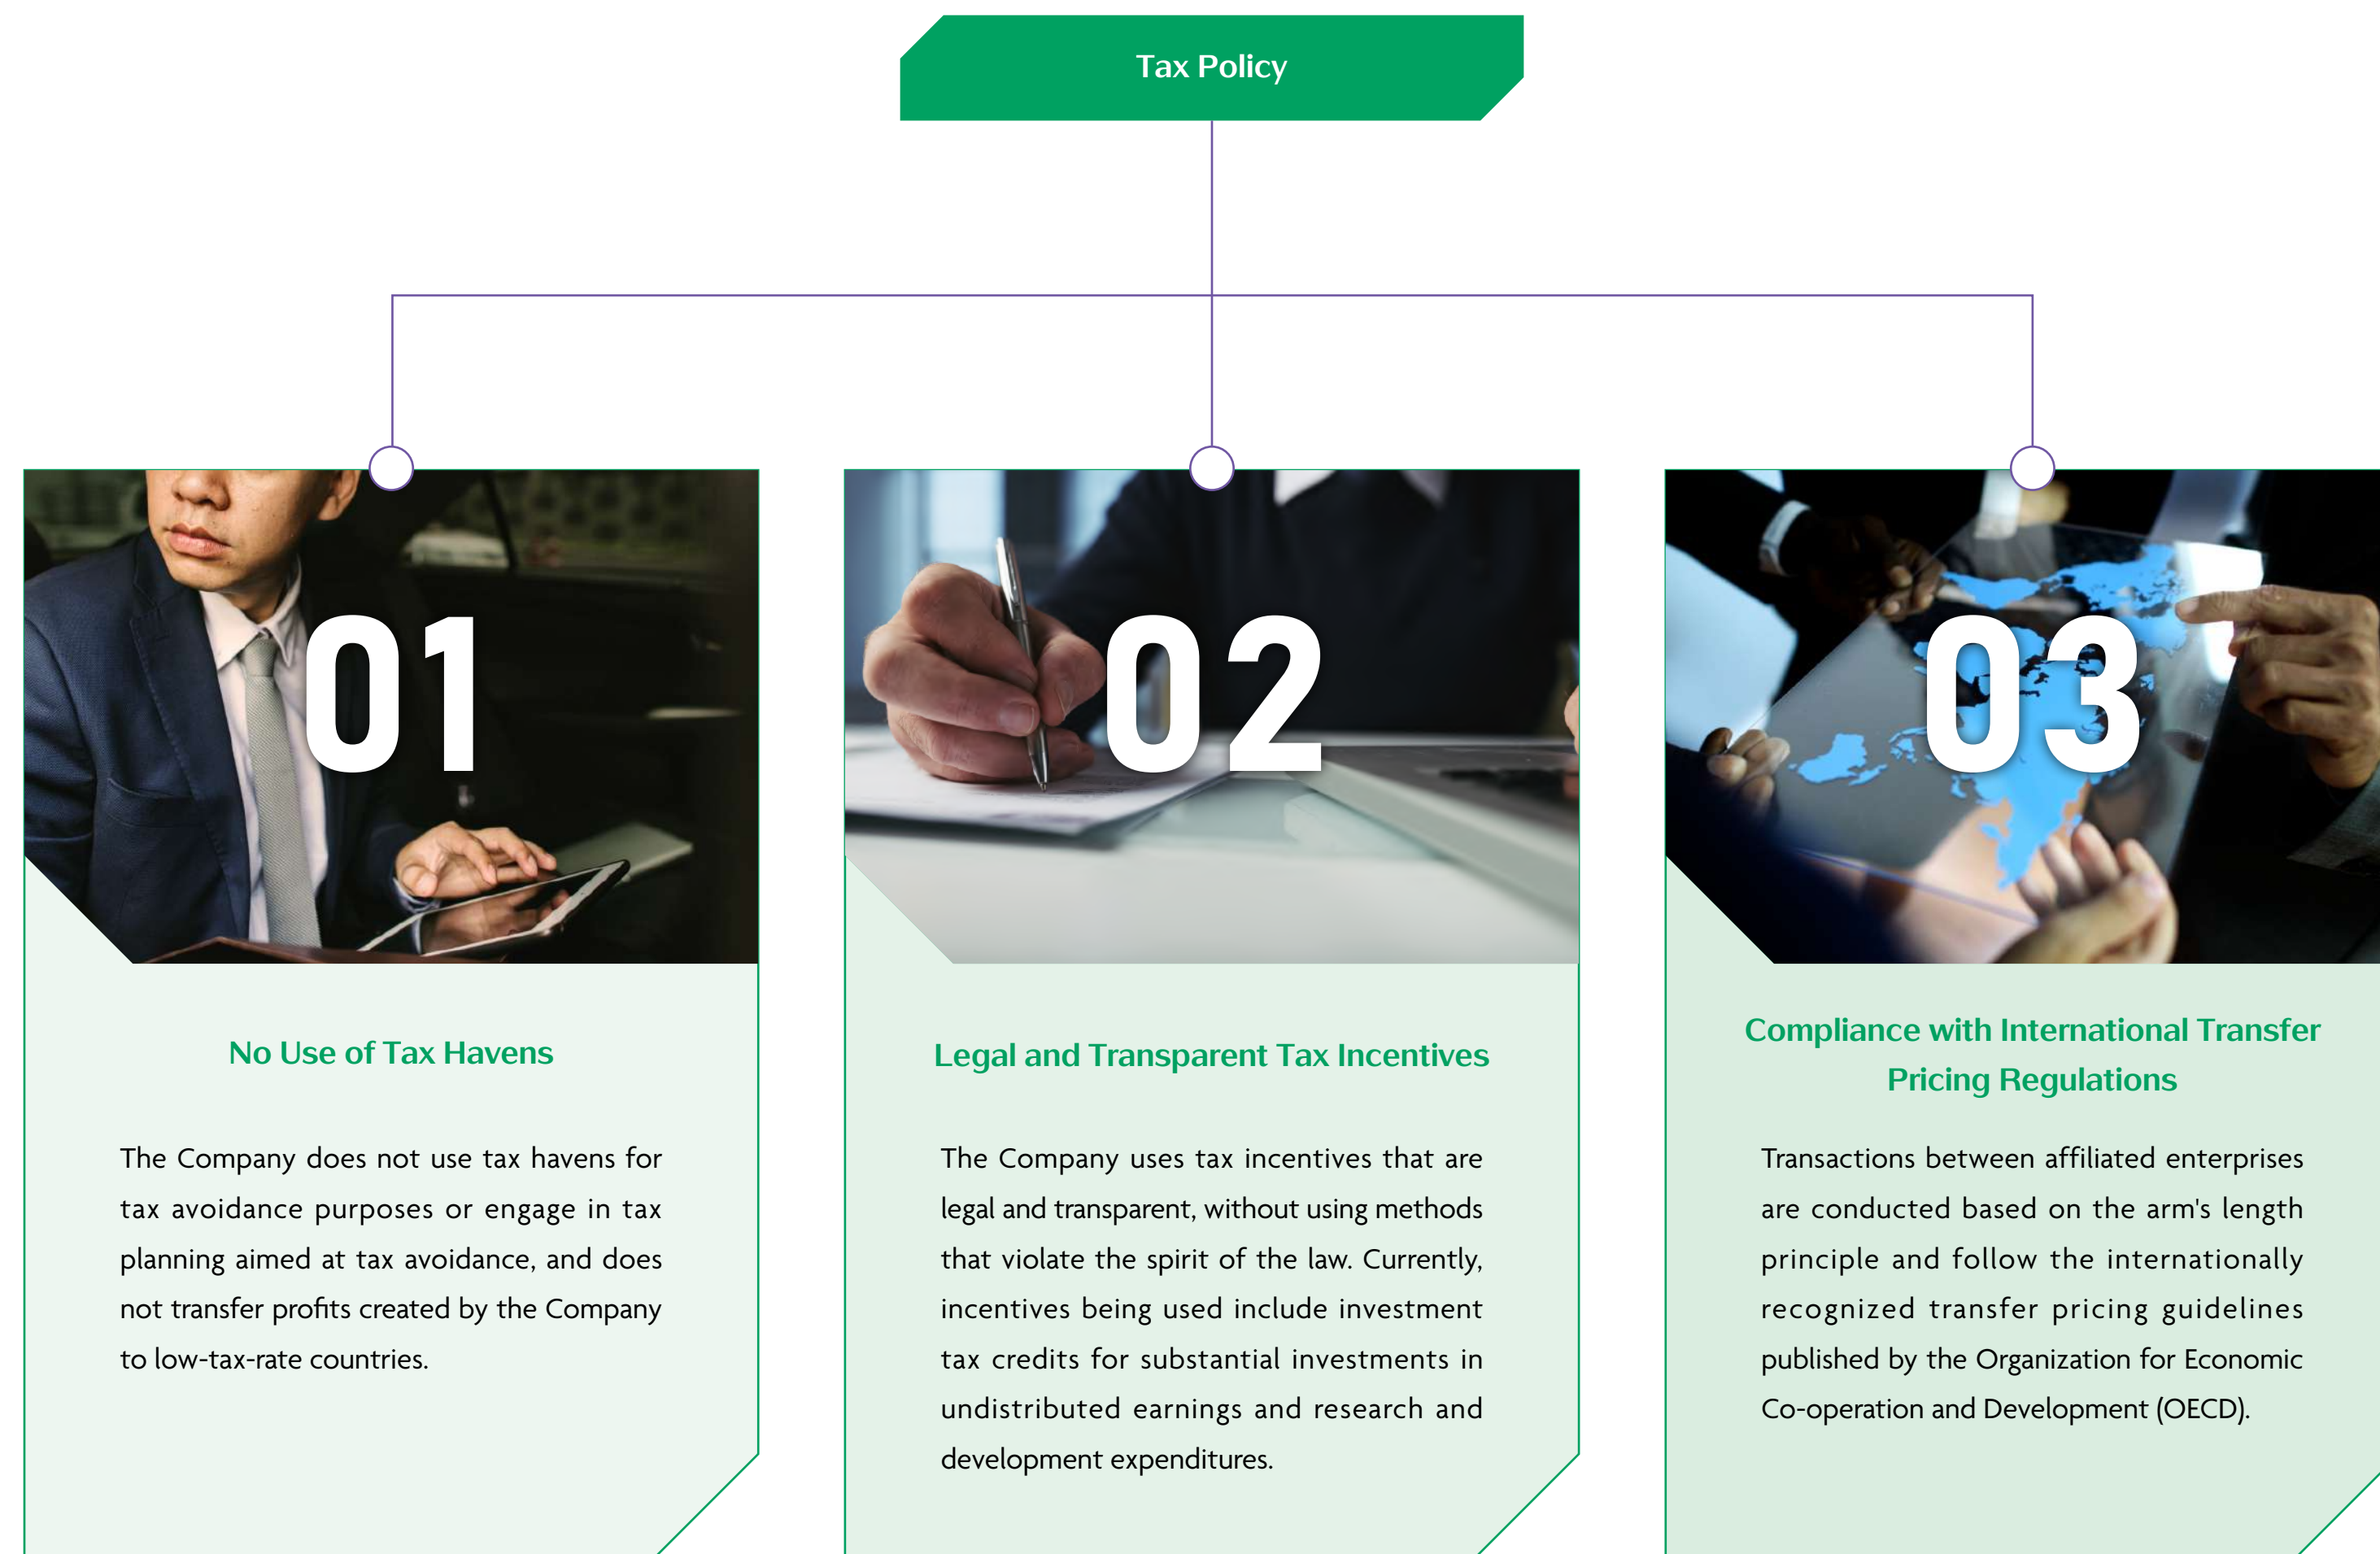 Tax Policy
01
No Use of Tax Havens
The Company does not use tax havens for
tax avoidance purposes or engage in tax
planning aimed at tax avoidance, and does
not transfer profits created by the Company
to low-tax-rate countries.
02
Legal and Transparent Tax Incentives
The Company uses tax incentives that are
legal and transparent, without using methods
that violate the spirit of the law. Currently,
incentives being used include investment
tax credits for substantial investments in
undistributed earnings and research and
development expenditures.
03
Compliance with International Transfer
Pricing Regulations
Transactions between affiliated enterprises
are conducted based on the arm's length
principle and follow the internationally
recognized transfer pricing guidelines
published by the Organization for Economic
Co-operation and Development (OECD).